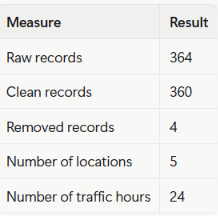 Measure Result
Raw records 364
Clean records 360
Removed records 4
Number of locations 5
Number of traffic hours 24